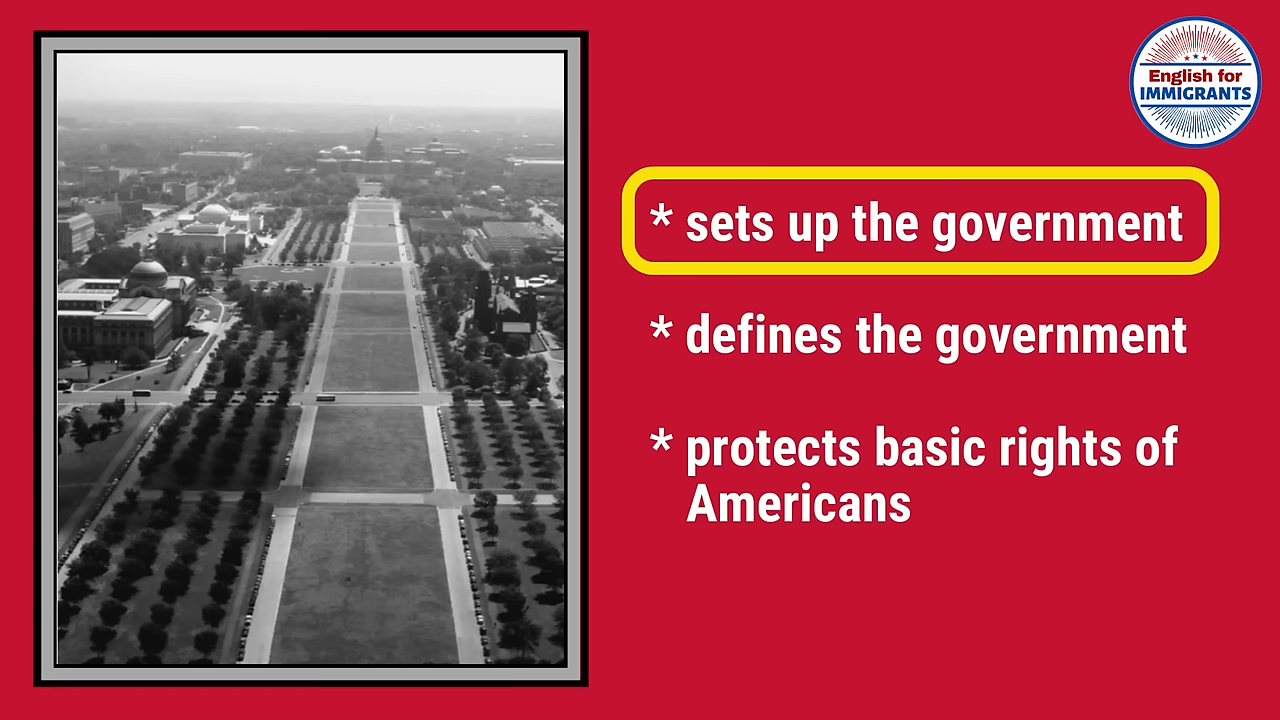 English for
IMMIGRANTS
* sets up the government
* defines the government
* protects basic rights of
Americans